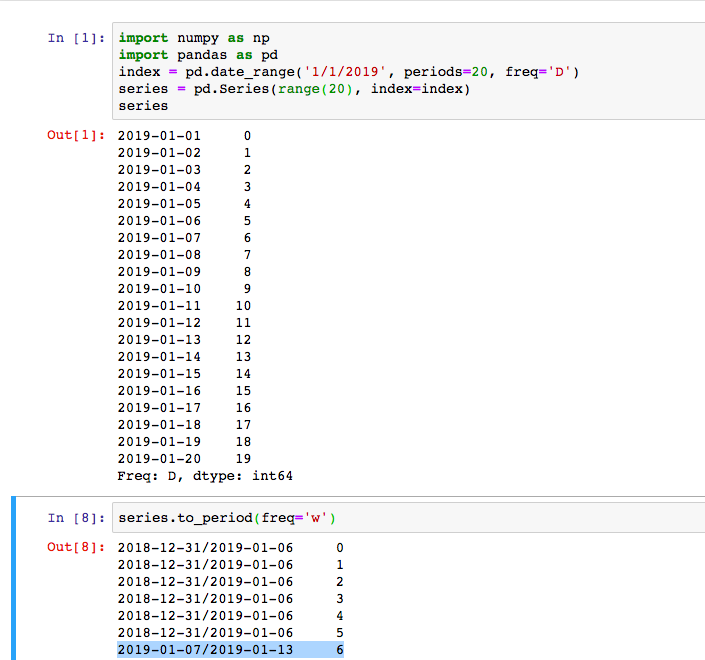 In [1]: import numpy as np
import pandas as pd
index = pd.date_range('1/1/2019', periods=20, freq='D')
series = pd.Series(range(20), index=index)
series
Out[1]: 2019-01-01 0
2019-01-02 1
2019-01-03 2
2019-01-04 3
2019-01-05 4
2019-01-06 5
2019-01-07 6
2019-01-08 7
2019-01-09 8
2019-01-10 9
2019-01-11 10
2019-01-12 11
2019-01-13 12
2019-01-14 13
2019-01-15 14
2019-01-16 15
2019-01-17 16
2019-01-18 17
2019-01-19 18
2019-01-20 19
Freq: D, dtype: int64
In [8]: series.to_period(freq='w')
Out[8]: 2018-12-31/2019-01-06 0
2018-12-31/2019-01-06 1
2018-12-31/2019-01-06 2
2018-12-31/2019-01-06 3
2018-12-31/2019-01-06 4
2018-12-31/2019-01-06 5
2019-01-07/2019-01-13 6